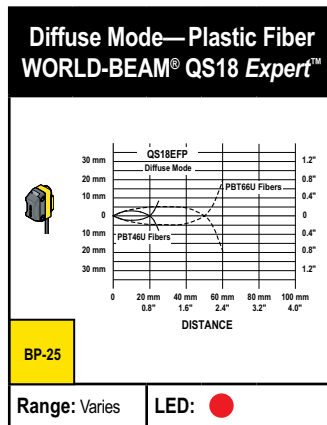 Diffuse Mode—Plastic Fiber
WORLD-BEAM® QS18 Expert™
QS18EFP
Diffuse Mode
30 mm
20 mm
10 mm
0
10 mm
20 mm
30 mm
1.2"
0.8"
0.4"
0
0.4"
0.8"
1.2"
PBT66U Fibers
PBT46U Fibers
0 20 mm 40 mm 60 mm 80 mm 100 mm
0.8" 1.6" 2.4" 3.2" 4.0"
DISTANCE
BP-25
Range: Varies
LED: